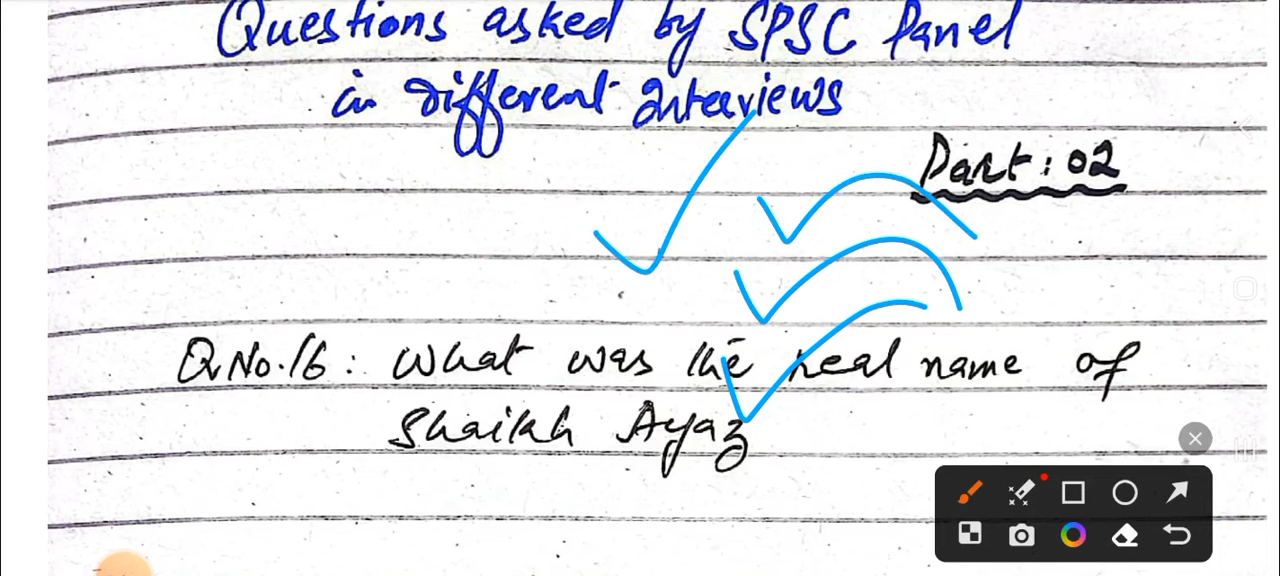 Questions asked by SPSC Panel
in Different Interviews
Part: 02
Q No. 16: What was the real name of
Shaikh Ayaz